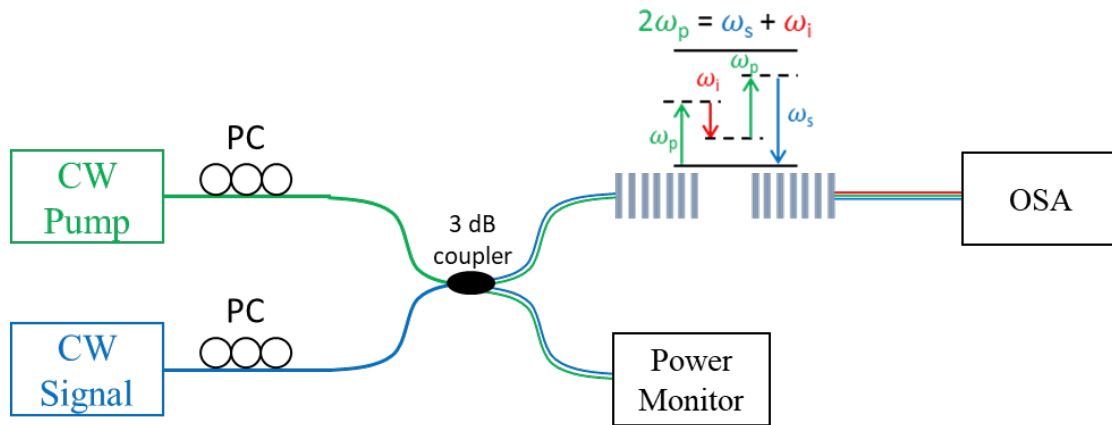 2ωp = ωs + ωi
ωp
ωi
ωp
ωs
PC
CW
Pump
3 dB
coupler
OSA
PC
CW
Signal
Power
Monitor